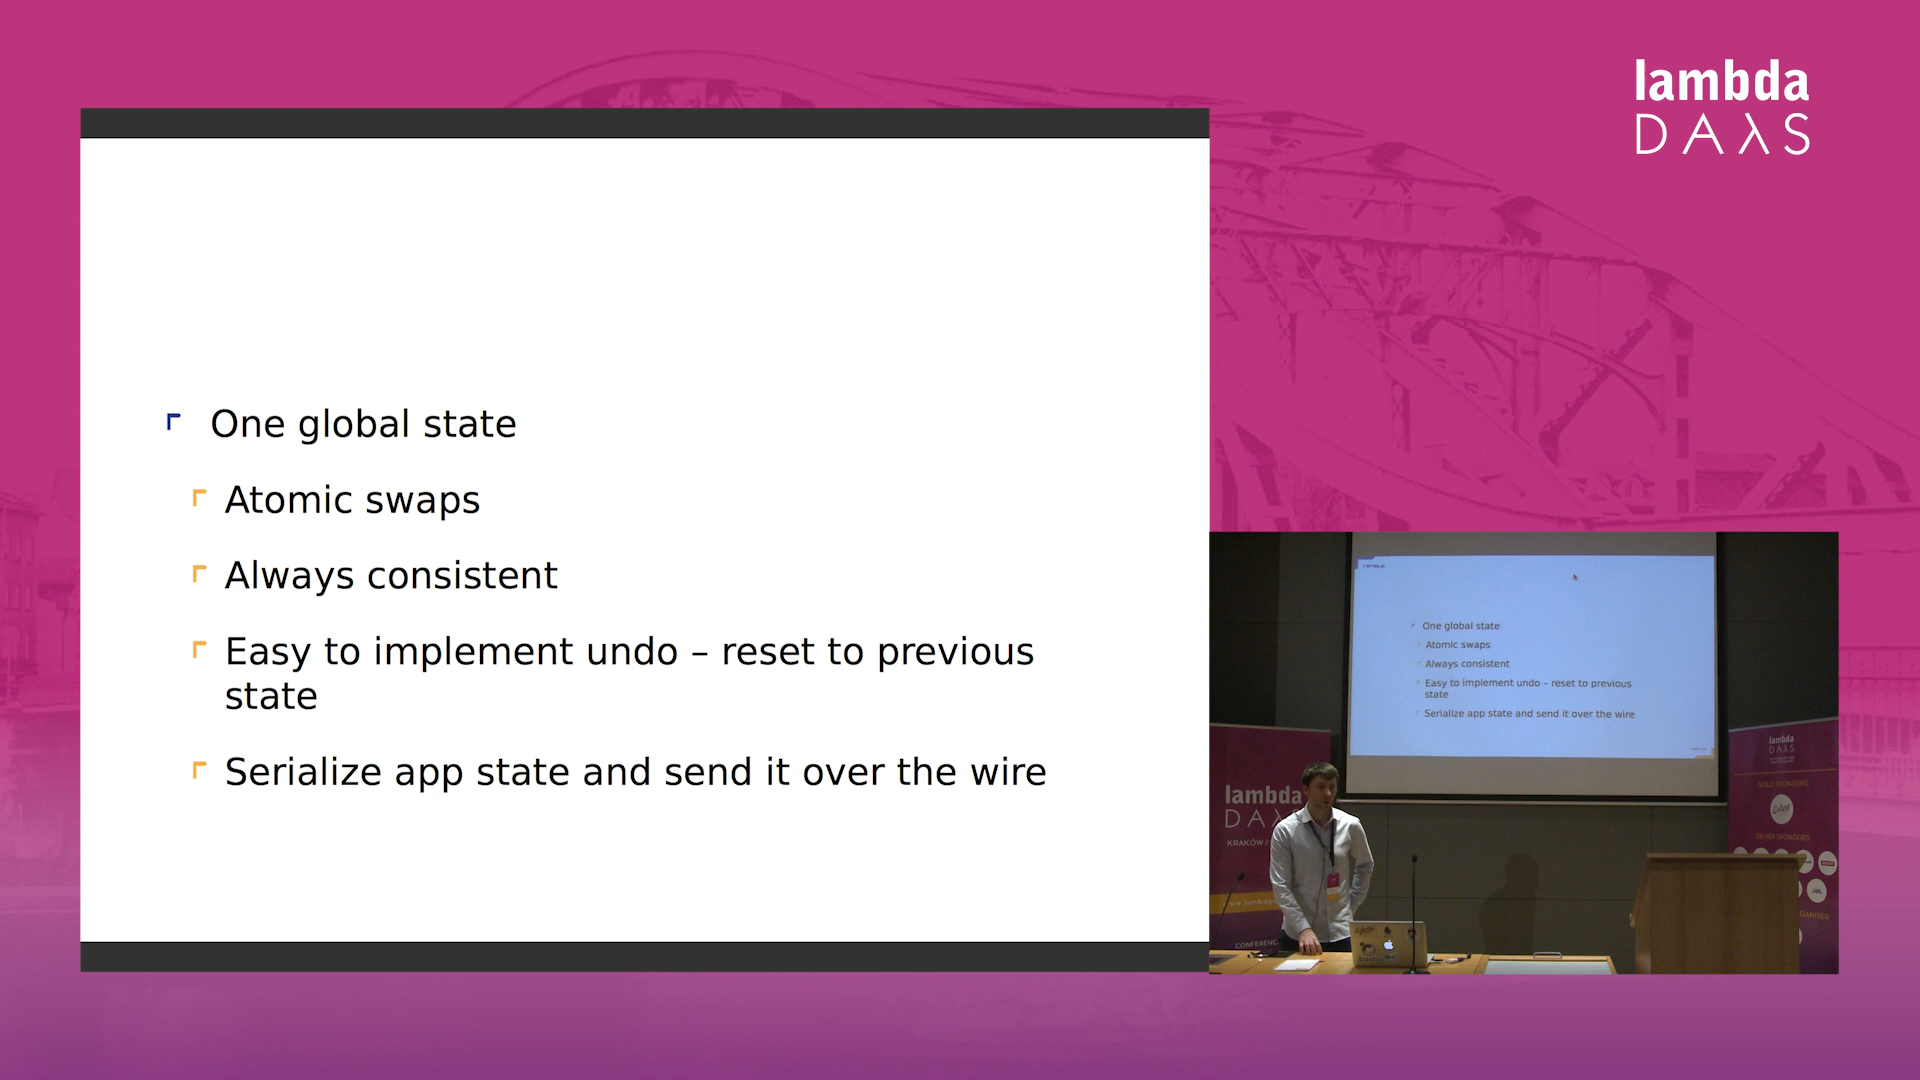 lambda
DAλS
One global state
Atomic swaps
Always consistent
Easy to implement undo – reset to previous
state
Serialize app state and send it over the wire
One global state
Atomic swaps
Always consistent
Easy to implement undo – reset to previous
state
Serialize app state and send it over the wire
lambda
DAλS
GOLD SPONSORS
SILVER SPONSORS
lambda
KRAKÓW /